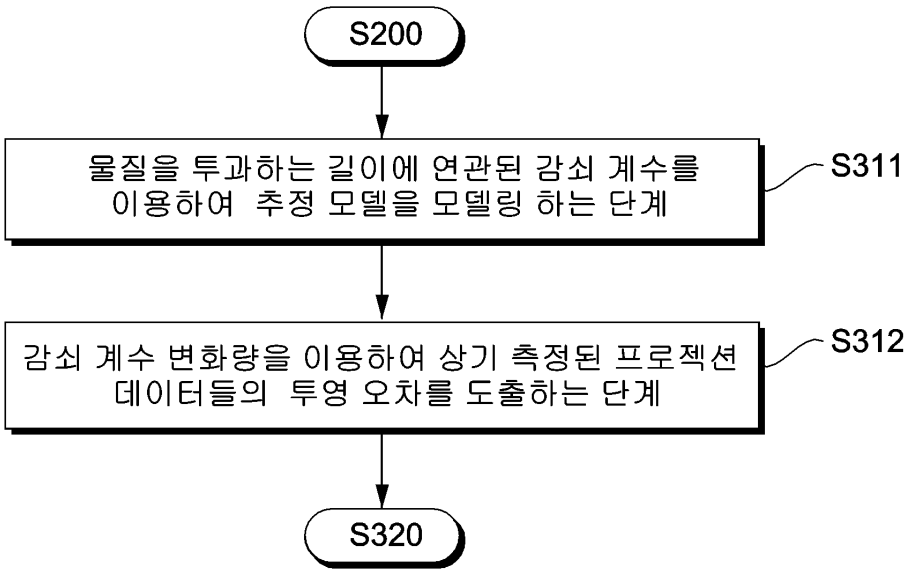 S200
물질을 투과하는 길이에 연관된 감쇠 계수를
이용하여 추정 모델을 모델링 하는 단계
S311
감쇠 계수 변화량을 이용하여 상기 측정된 프로젝션
데이터들의 투영 오차를 도출하는 단계
S312
S320